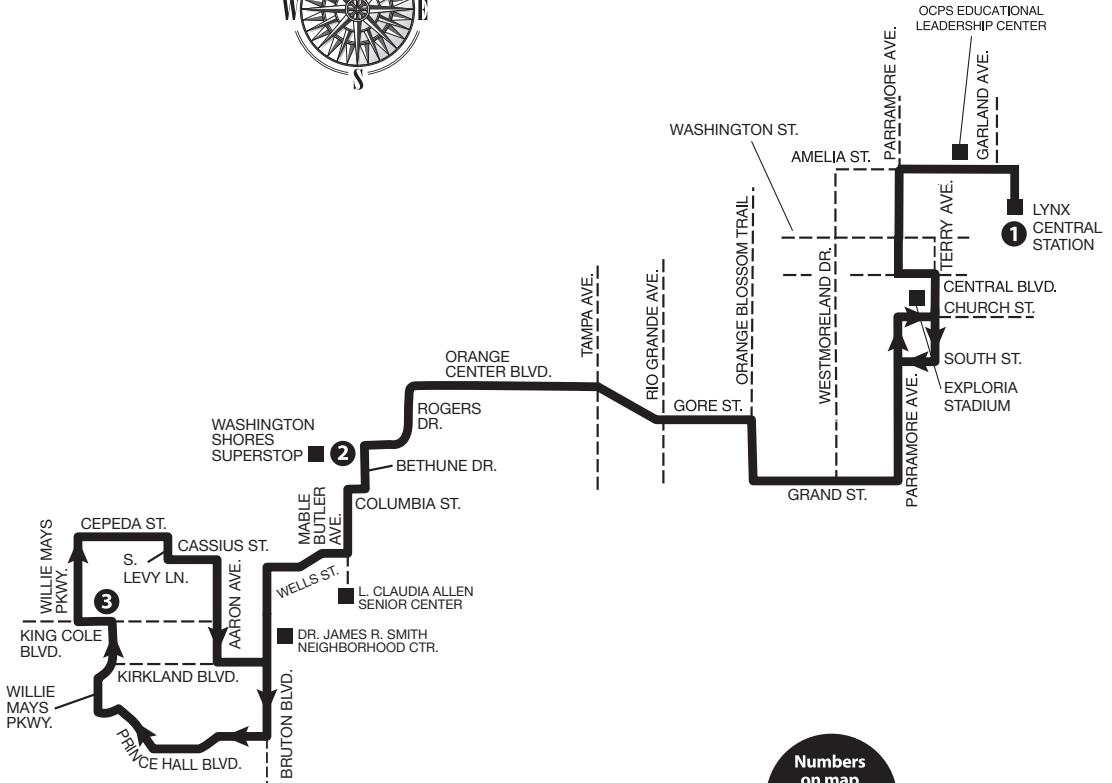 W
E
S
OCPS EDUCATIONAL
LEADERSHIP CENTER
PARRAMORE AVE.
GARLAND AVE.
WASHINGTON ST.
AMELIA ST.
LYNX
CENTRAL
STATION
1
TERRY AVE.
ORANGE BLOSSOM TRAIL
WESTMORELAND DR.
CENTRAL BLVD.
CHURCH ST.
TAMPA AVE.
RIO GRANDE AVE.
SOUTH ST.
EXPLORIA
STADIUM
PARRAMORE AVE.
ORANGE
CENTER BLVD.
GORE ST.
ROGERS
DR.
WASHINGTON
SHORES
SUPERSTOP
2
BETHUNE DR.
GRAND ST.
COLUMBIA ST.
MABLE
BUTLER
AVE.
WILLIE MAYS
PKWY.
CEPEDA ST.
CASSIUS ST.
S.
LEVY LN.
AARON AVE.
WELLS ST.
L. CLAUDIA ALLEN
SENIOR CENTER
3
KING COLE
BLVD.
DR. JAMES R. SMITH
NEIGHBORHOOD CTR.
KIRKLAND BLVD.
WILLIE
MAYS
PKWY.
BRUTON BLVD.
PRINCE HALL BLVD.
Numbers
on map